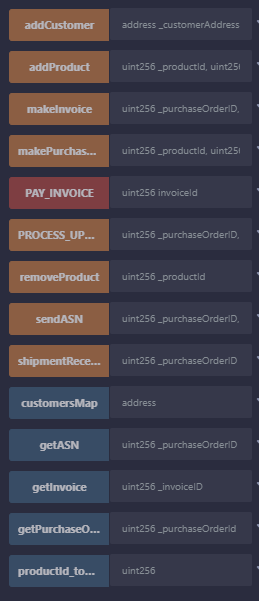 addCustomer address _customerAddress
addProduct uint256 _productId, uint256
makeInvoice uint256 _purchaseOrderID,
makePurchas... uint256 _productId, uint256
PAY_INVOICE uint256 invoiceId
PROCESS_UP... uint256 _purchaseOrderID,
removeProduct uint256 _productId
sendASN uint256 _purchaseOrderID,
shipmentRece... uint256 _purchaseOrderID
customersMap address
getASN uint256 _purchaseOrderID
getInvoice uint256 _invoiceID
getPurchaseO... uint256 _purchaseOrderId
productId_to... uint256